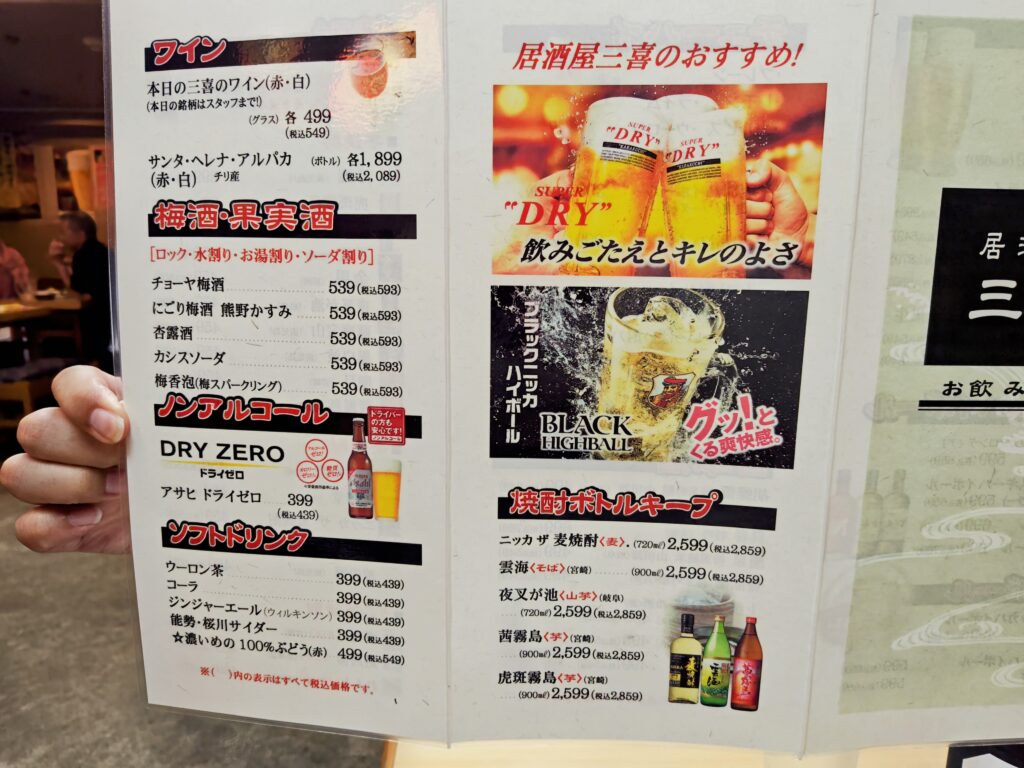 ワイン
本日の三喜のワイン(赤・白)
(本日の銘柄はスタッフまで!)
(グラス) 各 499
(税込549)
サンタ・ヘレナ・アルパカ (ボトル) 各1,899
(赤・白) チリ産 (税込2,089)
梅酒・果実酒
[ロック・水割り・お湯割り・ソーダ割り]
チョーヤ梅酒 539(税込593)
にごり梅酒 熊野かすみ 539(税込593)
杏露酒 539(税込593)
カシスソーダ 539(税込593)
梅香泡(梅スパークリング) 539(税込593)
ノンアルコール
ドライバー
の方も
安心です!
ノンアルコール
DRY ZERO
ドライゼロ
アサヒ ドライゼロ 399
(税込439)
ソフトドリンク
ウーロン茶 399(税込439)
コーラ 399(税込439)
ジンジャーエール(ウィルキンソン) 399(税込439)
能勢・桜川サイダー 399(税込439)
☆濃いめの 100%ぶどう(赤) 499(税込549)
※( )内の表示はすべて税込価格です。
居酒屋三喜のおすすめ!
SUPER
"DRY"
SUPER
"DRY"
SUPER
"DRY"
飲みごたえとキレのよさ
ブラックニッカ
ハイボール
BLACK
HIGHBALL
グッ!と
くる爽快感。
焼酎ボトルキープ
ニッカ ザ 麦焼酎〈麦〉 (720㎖) 2,599(税込2,859)
雲海〈そば〉(宮崎) (900㎖) 2,599(税込2,859)
夜叉が池〈山芋〉(岐阜)
(720㎖) 2,599(税込2,859)
茜霧島〈芋〉(宮崎)
(900㎖) 2,599(税込2,859)
虎斑霧島〈芋〉(宮崎)
(900㎖) 2,599(税込2,859)
居
三
お飲み